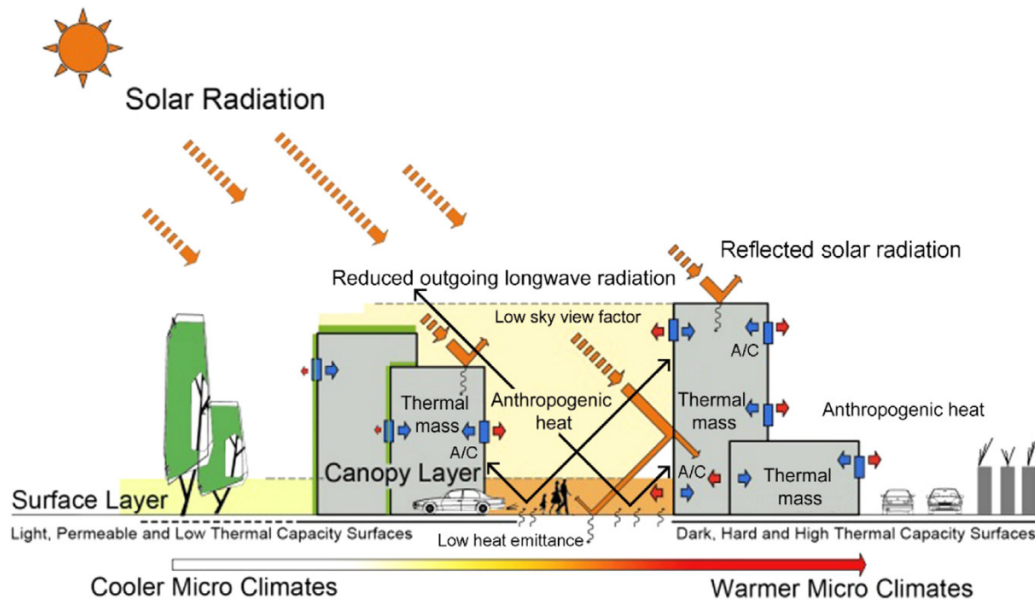 Solar Radiation
Reflected solar radiation
Reduced outgoing longwave radiation
Low sky view factor
A/C
Thermal
mass
Anthropogenic
heat
Thermal
mass
Anthropogenic heat
A/C
A/C
Canopy Layer
Thermal
mass
Surface Layer
Light, Permeable and Low Thermal Capacity Surfaces
Low heat emittance
Dark, Hard and High Thermal Capacity Surfaces
Cooler Micro Climates
Warmer Micro Climates